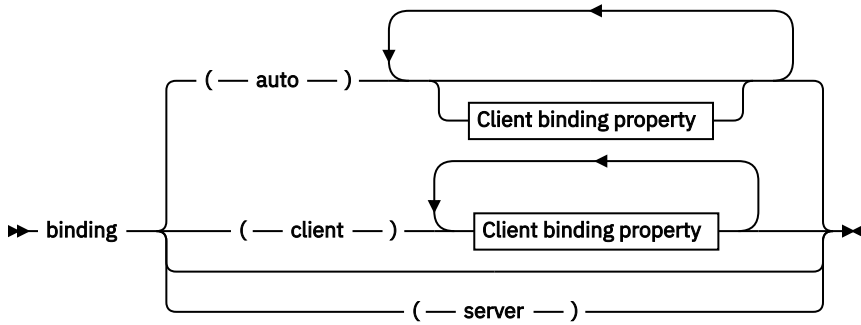 ( auto )
Client binding property
binding ( client ) Client binding property
( server )